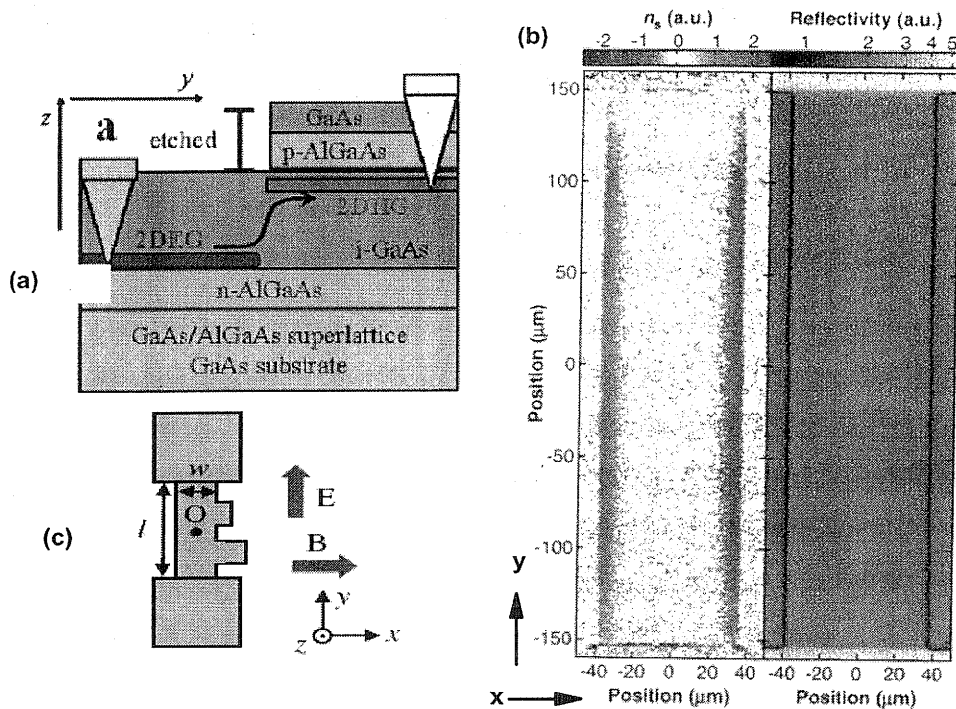 y
z
a
etched
GaAs
p-AlGaAs
2DHG
2DEG
i-GaAs
n-AlGaAs
GaAs/AlGaAs superlattice
GaAs substrate
(a)
(c)
w
O
l
E
B
y
z
x
(b)
n_s (a.u.) Reflectivity (a.u.)
-2 -1 0 1 2 1 2 3 4 5
150
100
50
0
-50
-100
-150
Position (μm)
y
x
-40 -20 0 20 40 -40 -20 0 20 40
Position (μm) Position (μm)